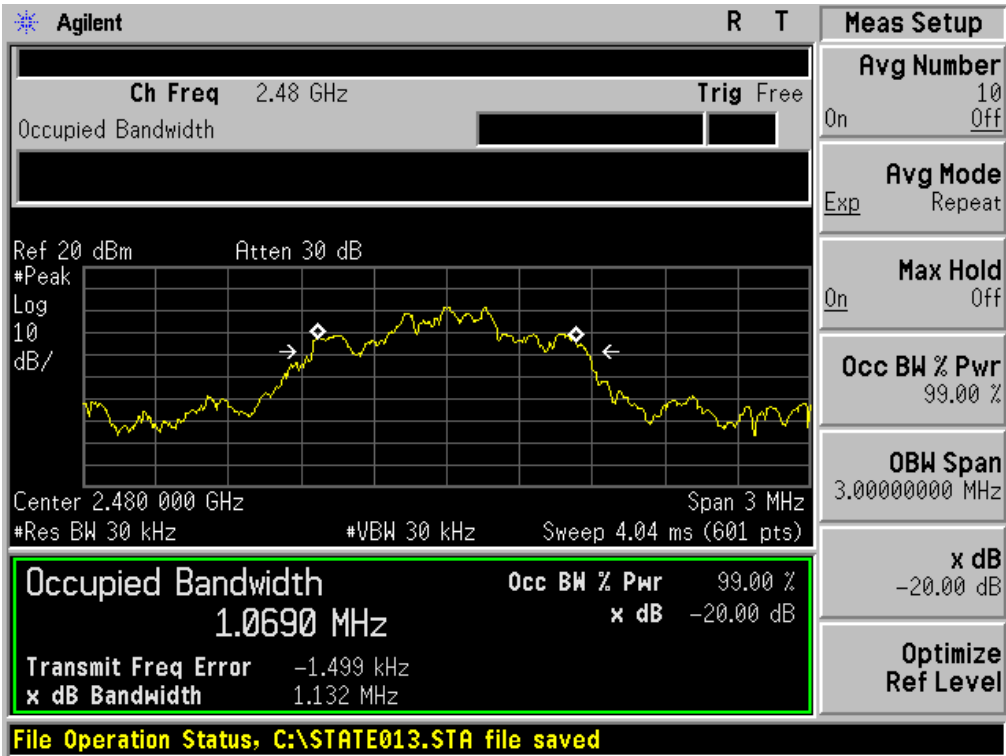 Agilent R T
Ch Freq 2.48 GHz Trig Free
Occupied Bandwidth
Ref 20 dBm Atten 30 dB
#Peak
Log
10
dB/
Center 2.480 000 GHz Span 3 MHz
#Res BW 30 kHz #VBW 30 kHz Sweep 4.04 ms (601 pts)
Occupied Bandwidth Occ BW % Pwr 99.00 %
1.0690 MHz x dB -20.00 dB
Transmit Freq Error -1.499 kHz
x dB Bandwidth 1.132 MHz
File Operation Status, C:\STATE013.STA file saved
Meas Setup
Avg Number
10
On Off
Avg Mode
Exp Repeat
Max Hold
On Off
Occ BW % Pwr
99.00 %
OBW Span
3.00000000 MHz
x dB
-20.00 dB
Optimize
Ref Level